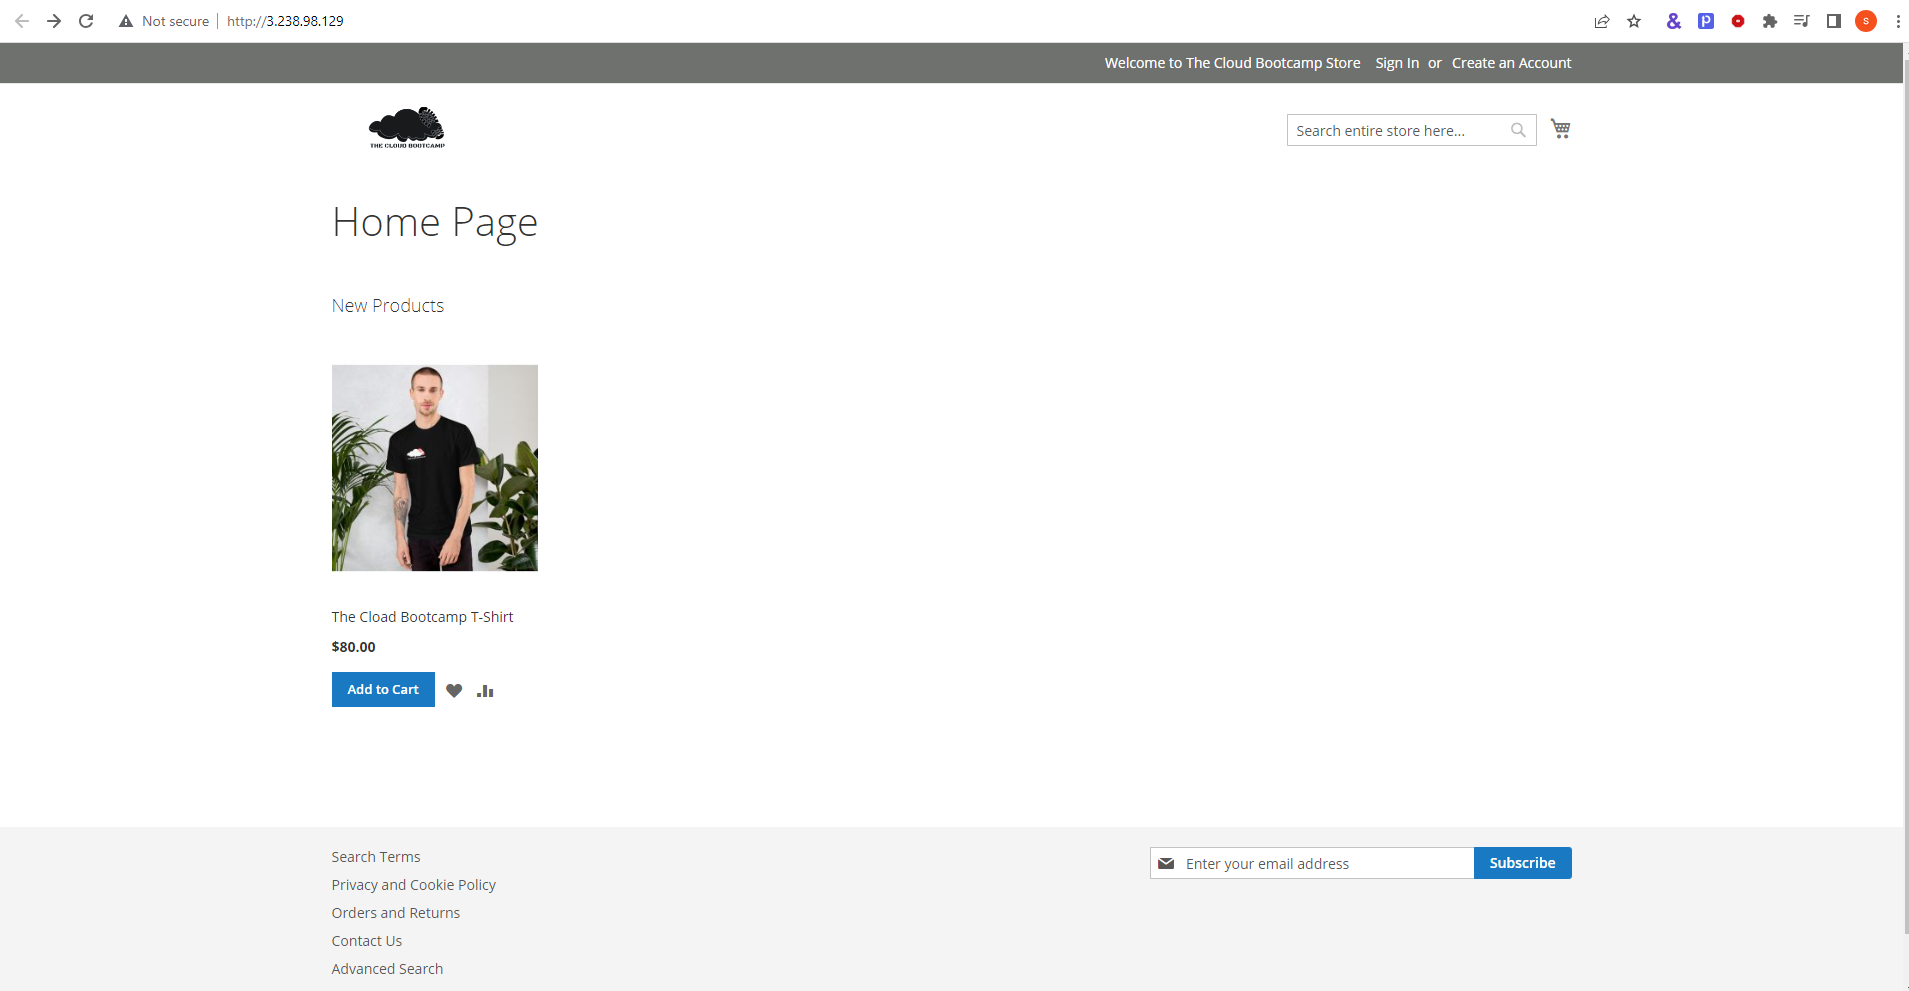 Not secure http://3.238.98.129
S
Welcome to The Cloud Bootcamp Store Sign In or Create an Account
THE CLOUD BOOTCAMP
Search entire store here...
Home Page
New Products
The Cload Bootcamp T-Shirt
$80.00
Add to Cart
Search Terms
Privacy and Cookie Policy
Orders and Returns
Contact Us
Advanced Search
Enter your email address Subscribe